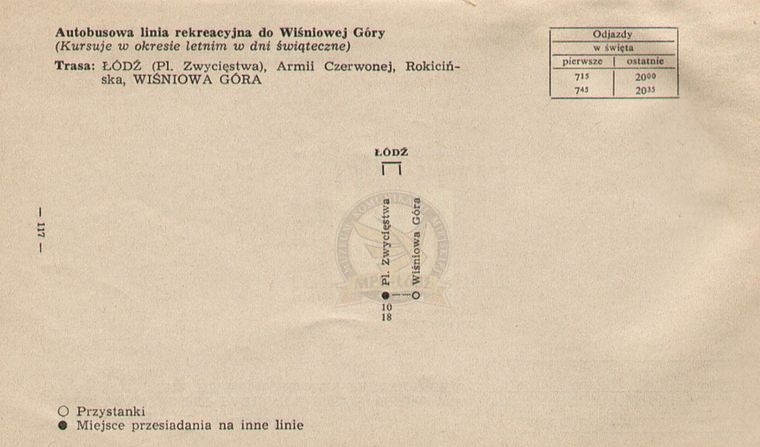 Autobusowa linia rekreacyjna do Wiśniowej Góry
(Kursuje w okresie letnim w dni świąteczne)
Trasa: ŁÓDŹ (Pl. Zwycięstwa), Armii Czerwonej, Rokiciń-
ska, WIŚNIOWA GÓRA
Odjazdy
w święta
pierwsze ostatnie
7¹⁵ 20⁰⁰
7⁴⁵ 20³⁵
ŁÓDŹ
Pl. Zwycięstwa
Wiśniowa Góra
10
18
— 117 —
Przystanki
Miejsce przesiadania na inne linie